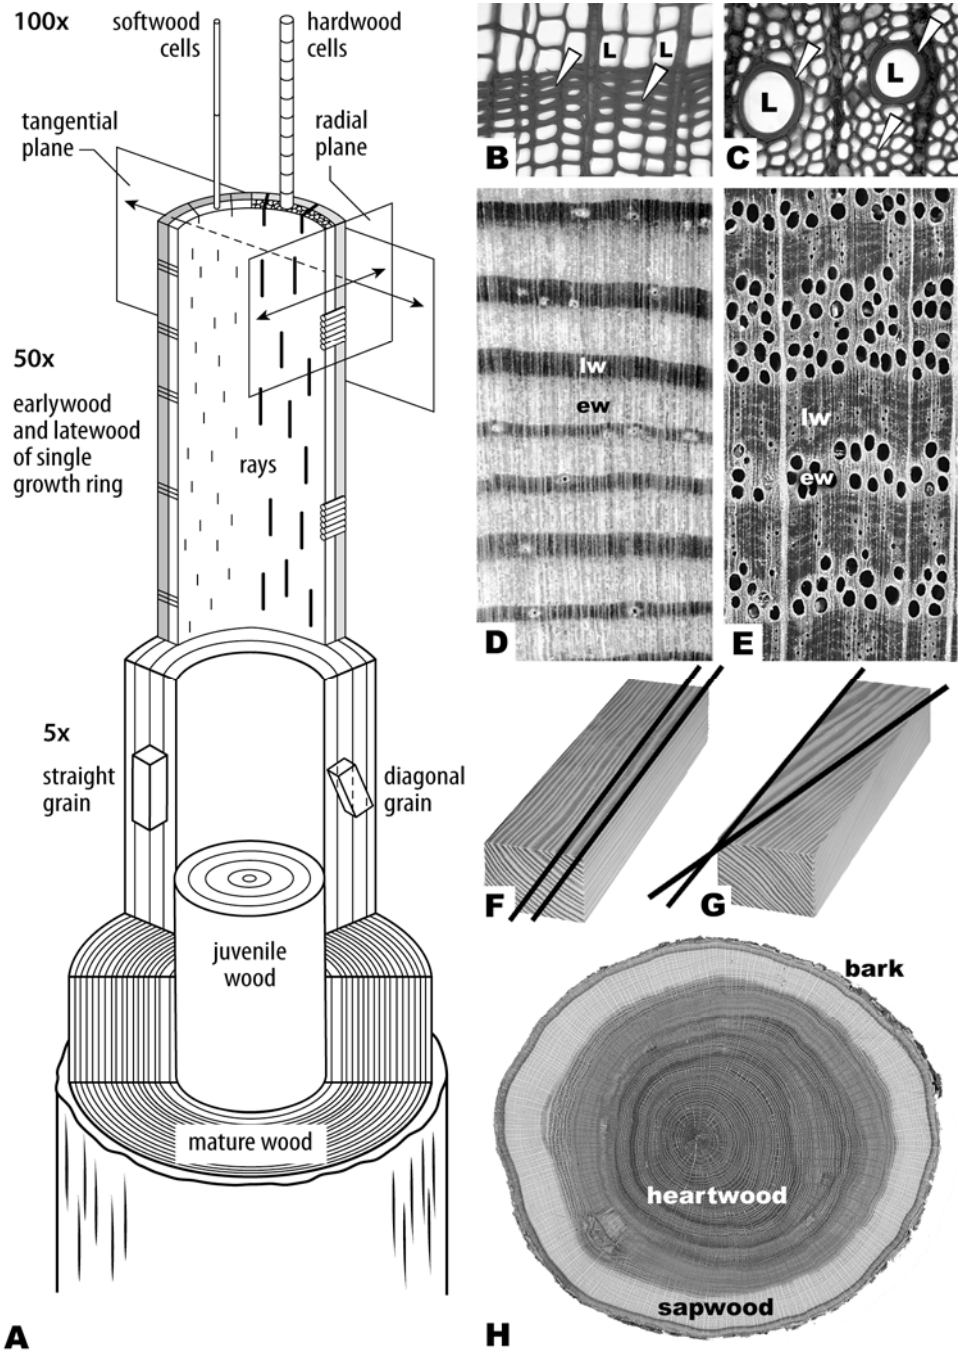 100x
softwood
cells
hardwood
cells
tangential
plane
radial
plane
50x
earlywood
and latewood
of single
growth ring
rays
5x
straight
grain
diagonal
grain
juvenile
wood
mature wood
A
L
L
B
L
L
C
lw
ew
D
lw
ew
E
F
G
bark
heartwood
sapwood
H